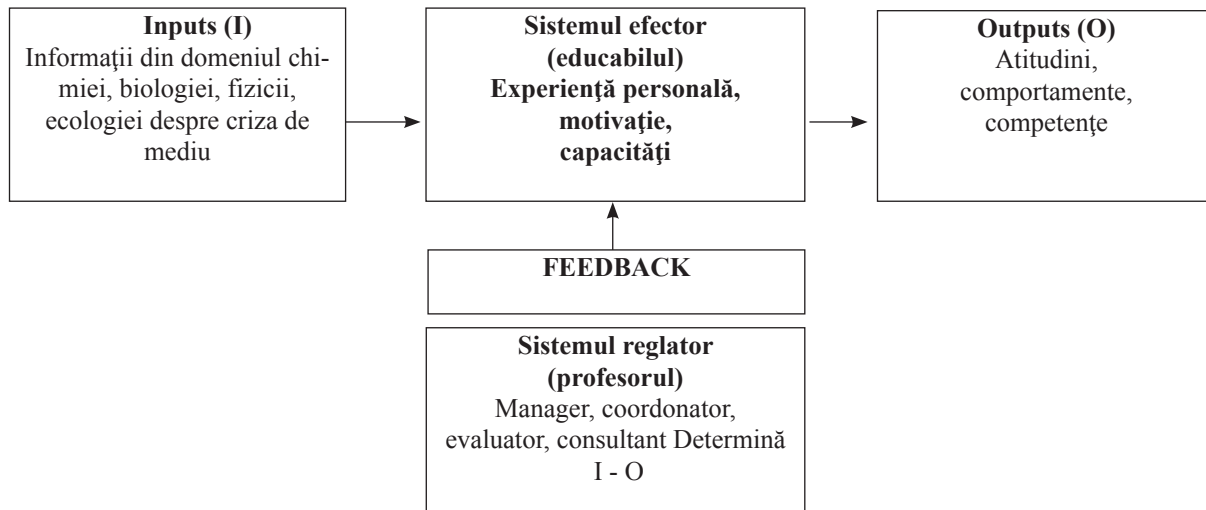 Inputs (I)
Informaţii din domeniul chi-
miei, biologiei, fizicii,
ecologiei despre criza de
mediu
Sistemul efector
(educabilul)
Experienţă personală,
motivaţie,
capacităţi
Outputs (O)
Atitudini,
comportamente,
competenţe
FEEDBACK
Sistemul reglator
(profesorul)
Manager, coordonator,
evaluator, consultant Determină
I - O